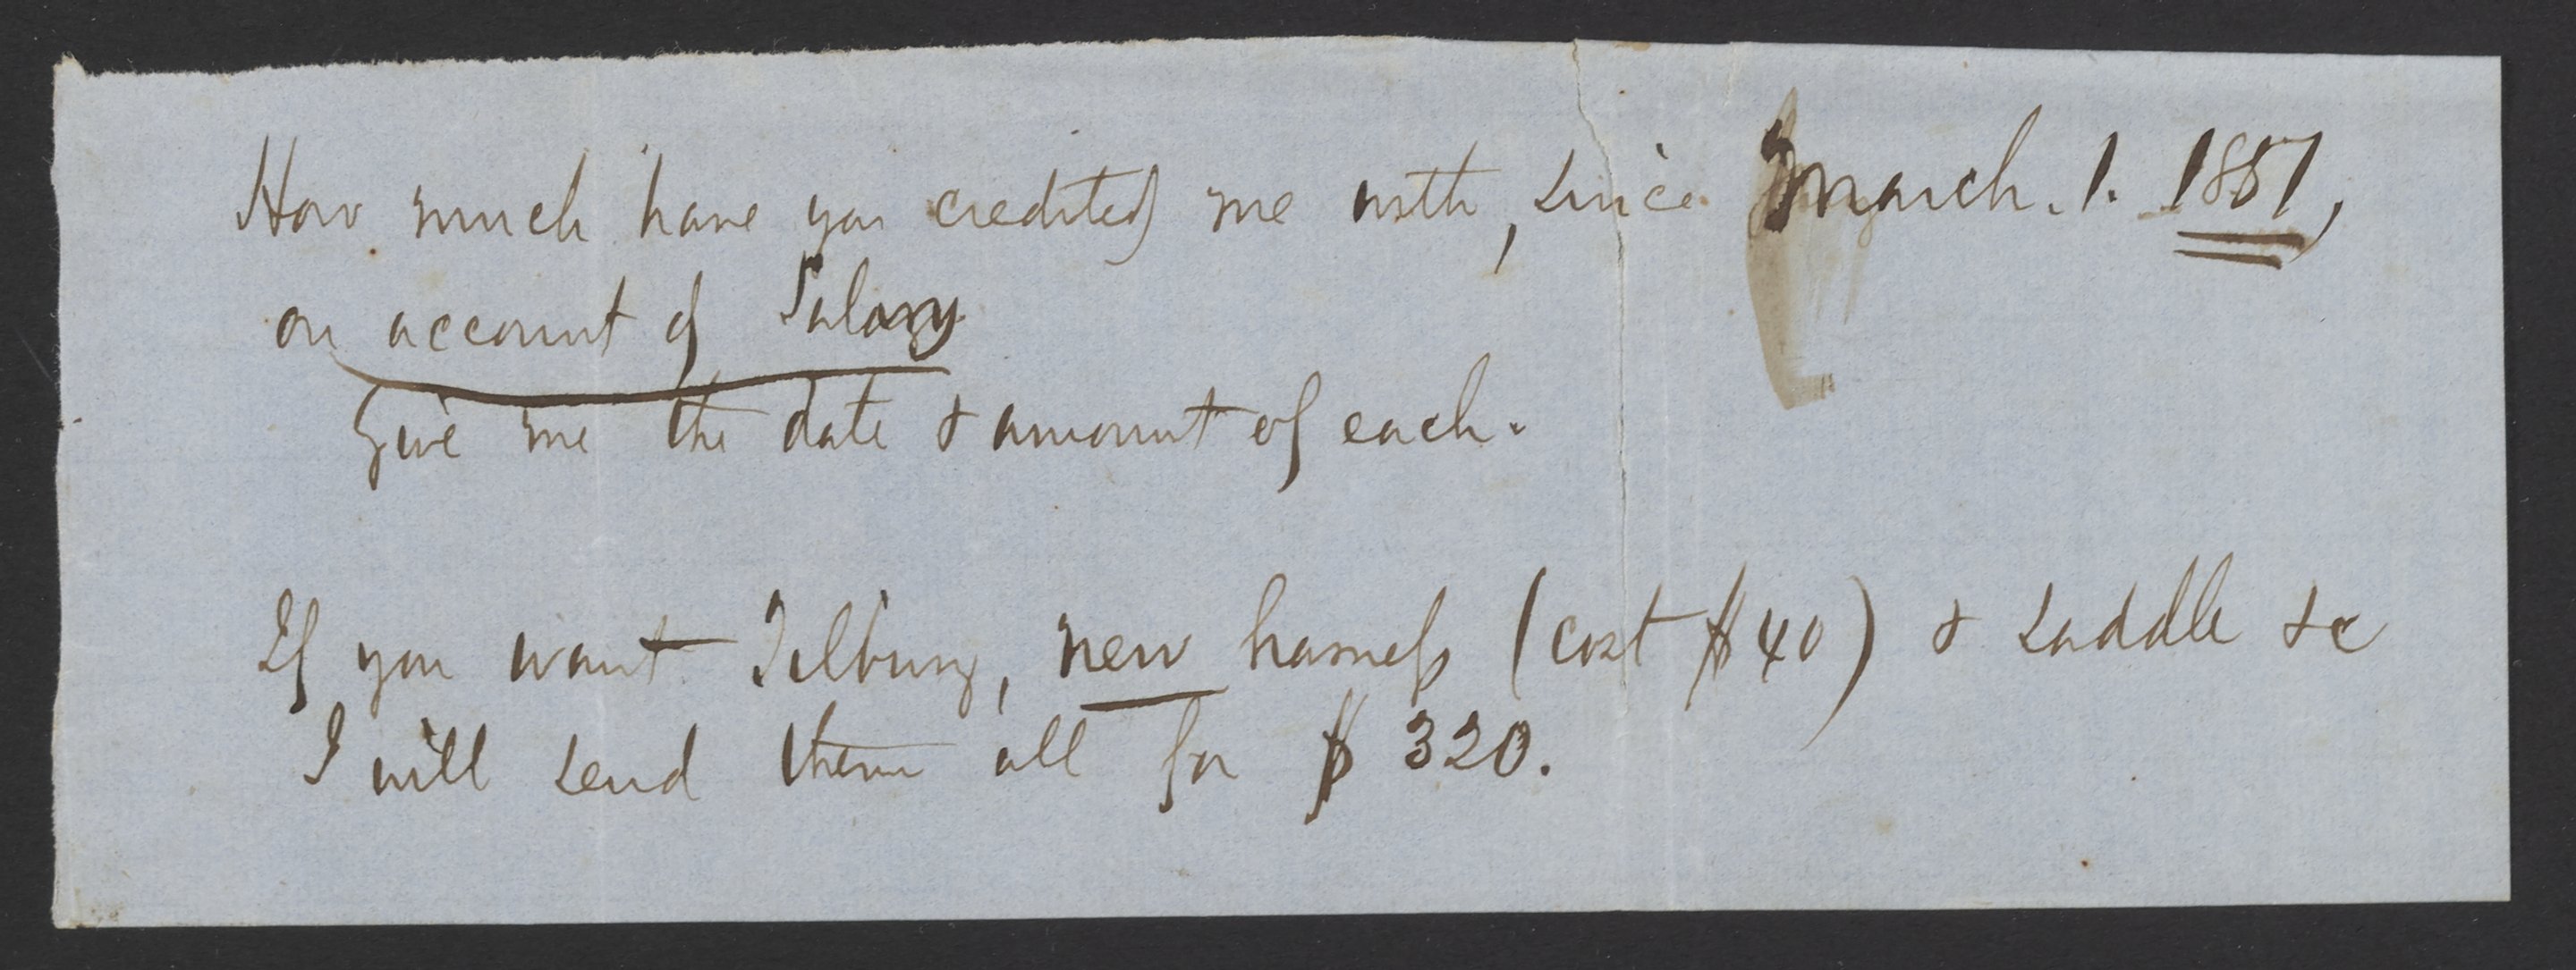 How much have you credited me with, since March. 1. 1857,
on account of Salary
Give me the date & amount of each.
If you want Tilbury, new harness (cost $40) & saddle &c
I will send them all for $320.